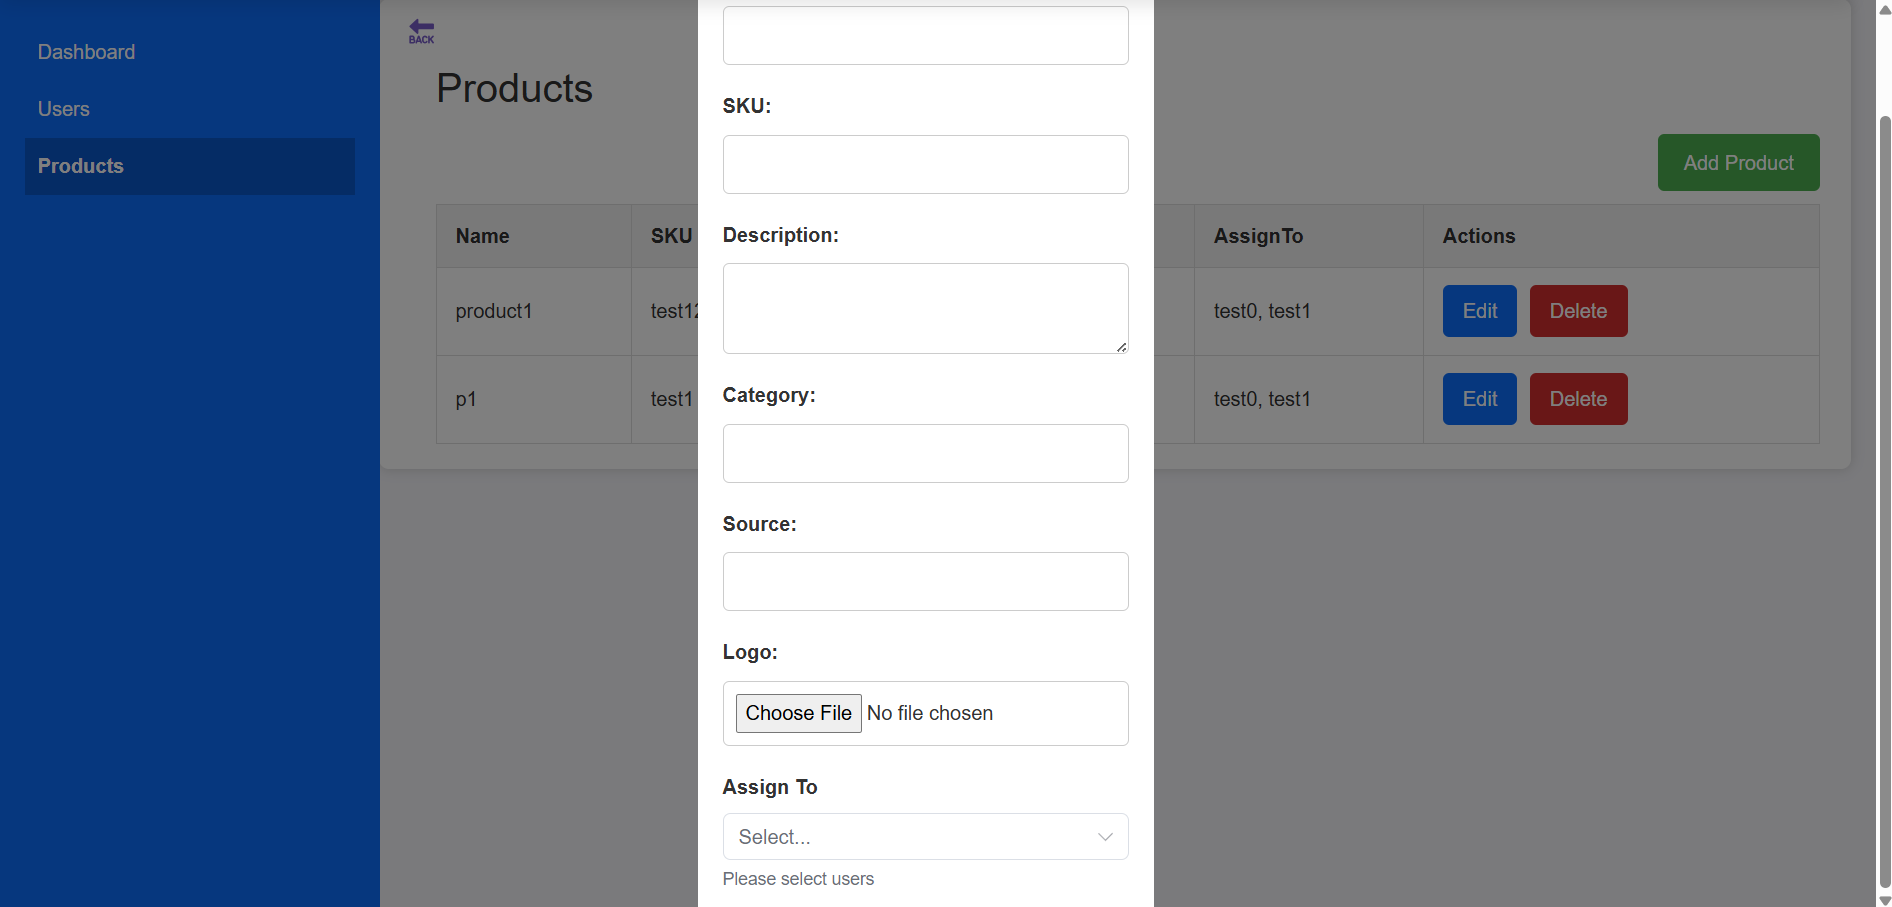 Dashboard
Users
Products
BACK
Products
Add Product
Name SKU AssignTo Actions
product1 test0, test1 Edit Delete
p1 test1 test0, test1 Edit Delete
SKU:
Description:
Category:
Source:
Logo:
Choose File No file chosen
Assign To
Select...
Please select users